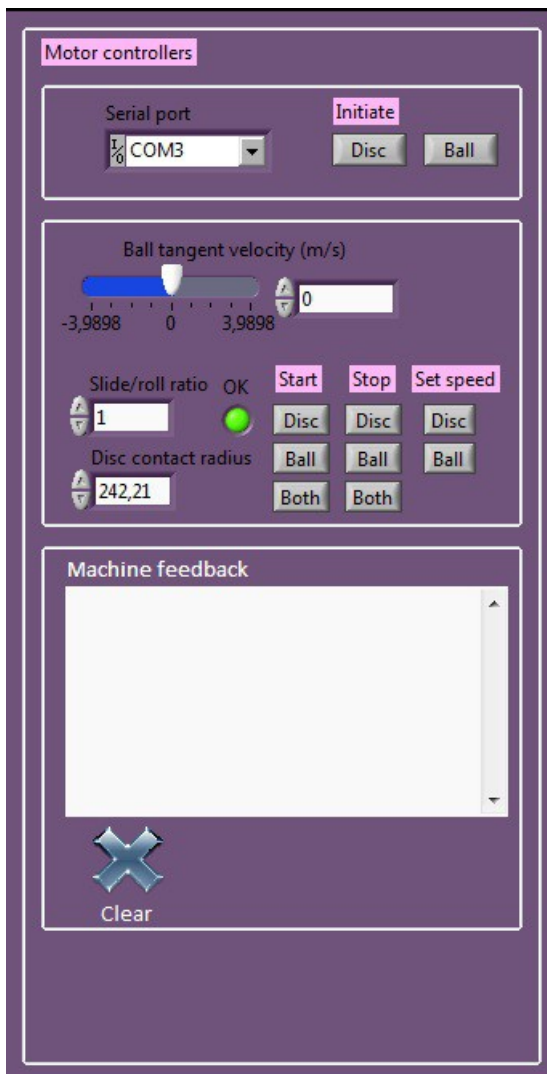 Motor controllers
Serial port Initiate
I/O COM3 Disc Ball
Ball tangent velocity (m/s)
0
-3,9898 0 3,9898
Slide/roll ratio OK Start Stop Set speed
1 Disc Disc Disc
Disc contact radius Ball Ball Ball
242,21 Both Both
Machine feedback
Clear